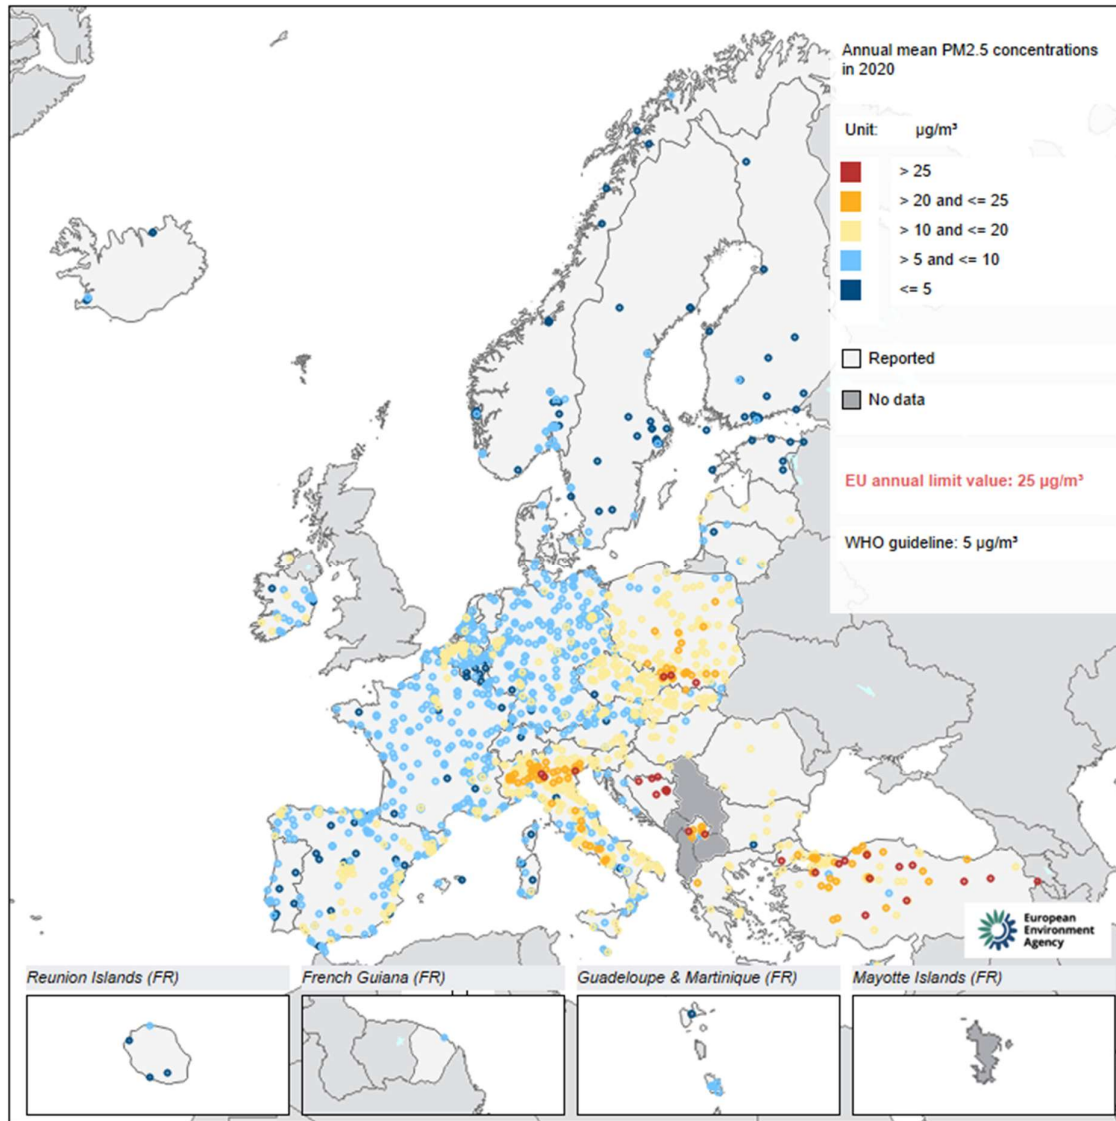 Annual mean PM2.5 concentrations
in 2020
Unit: µg/m³
> 25
> 20 and <= 25
> 10 and <= 20
> 5 and <= 10
<= 5
Reported
No data
EU annual limit value: 25 µg/m³
WHO guideline: 5 µg/m³
European
Environment
Agency
Reunion Islands (FR)
French Guiana (FR)
Guadeloupe & Martinique (FR)
Mayotte Islands (FR)